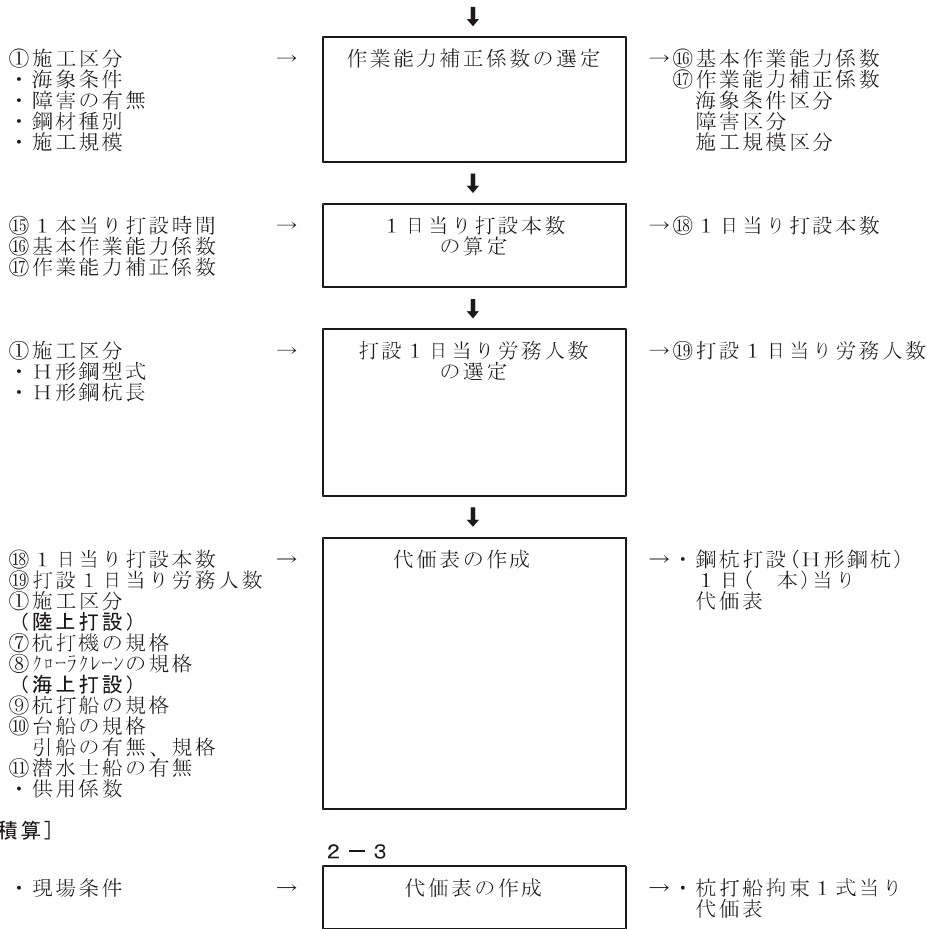 ①施工区分 → 作業能力補正係数の選定 →⑯基本作業能力係数
・海象条件 ⑰作業能力補正係数
・障害の有無 海象条件区分
・鋼材種別 障害区分
・施工規模 施工規模区分
⑮１本当り打設時間 → １日当り打設本数 →⑱１日当り打設本数
⑯基本作業能力係数 の算定
⑰作業能力補正係数
①施工区分 → 打設１日当り労務人数 →⑲打設１日当り労務人数
・Ｈ形鋼型式 の選定
・Ｈ形鋼杭長
⑱１日当り打設本数 → 代価表の作成 →・鋼杭打設(Ｈ形鋼杭)
⑲打設１日当り労務人数 １日(　本)当り
①施工区分 代価表
（陸上打設）
⑦杭打機の規格
⑧ｸﾛｰﾗｸﾚｰﾝの規格
（海上打設）
⑨杭打船の規格
⑩台船の規格
引船の有無、規格
⑪潜水士船の有無
・供用係数
積算］
２－３
・現場条件 → 代価表の作成 →・杭打船拘束１式当り
代価表